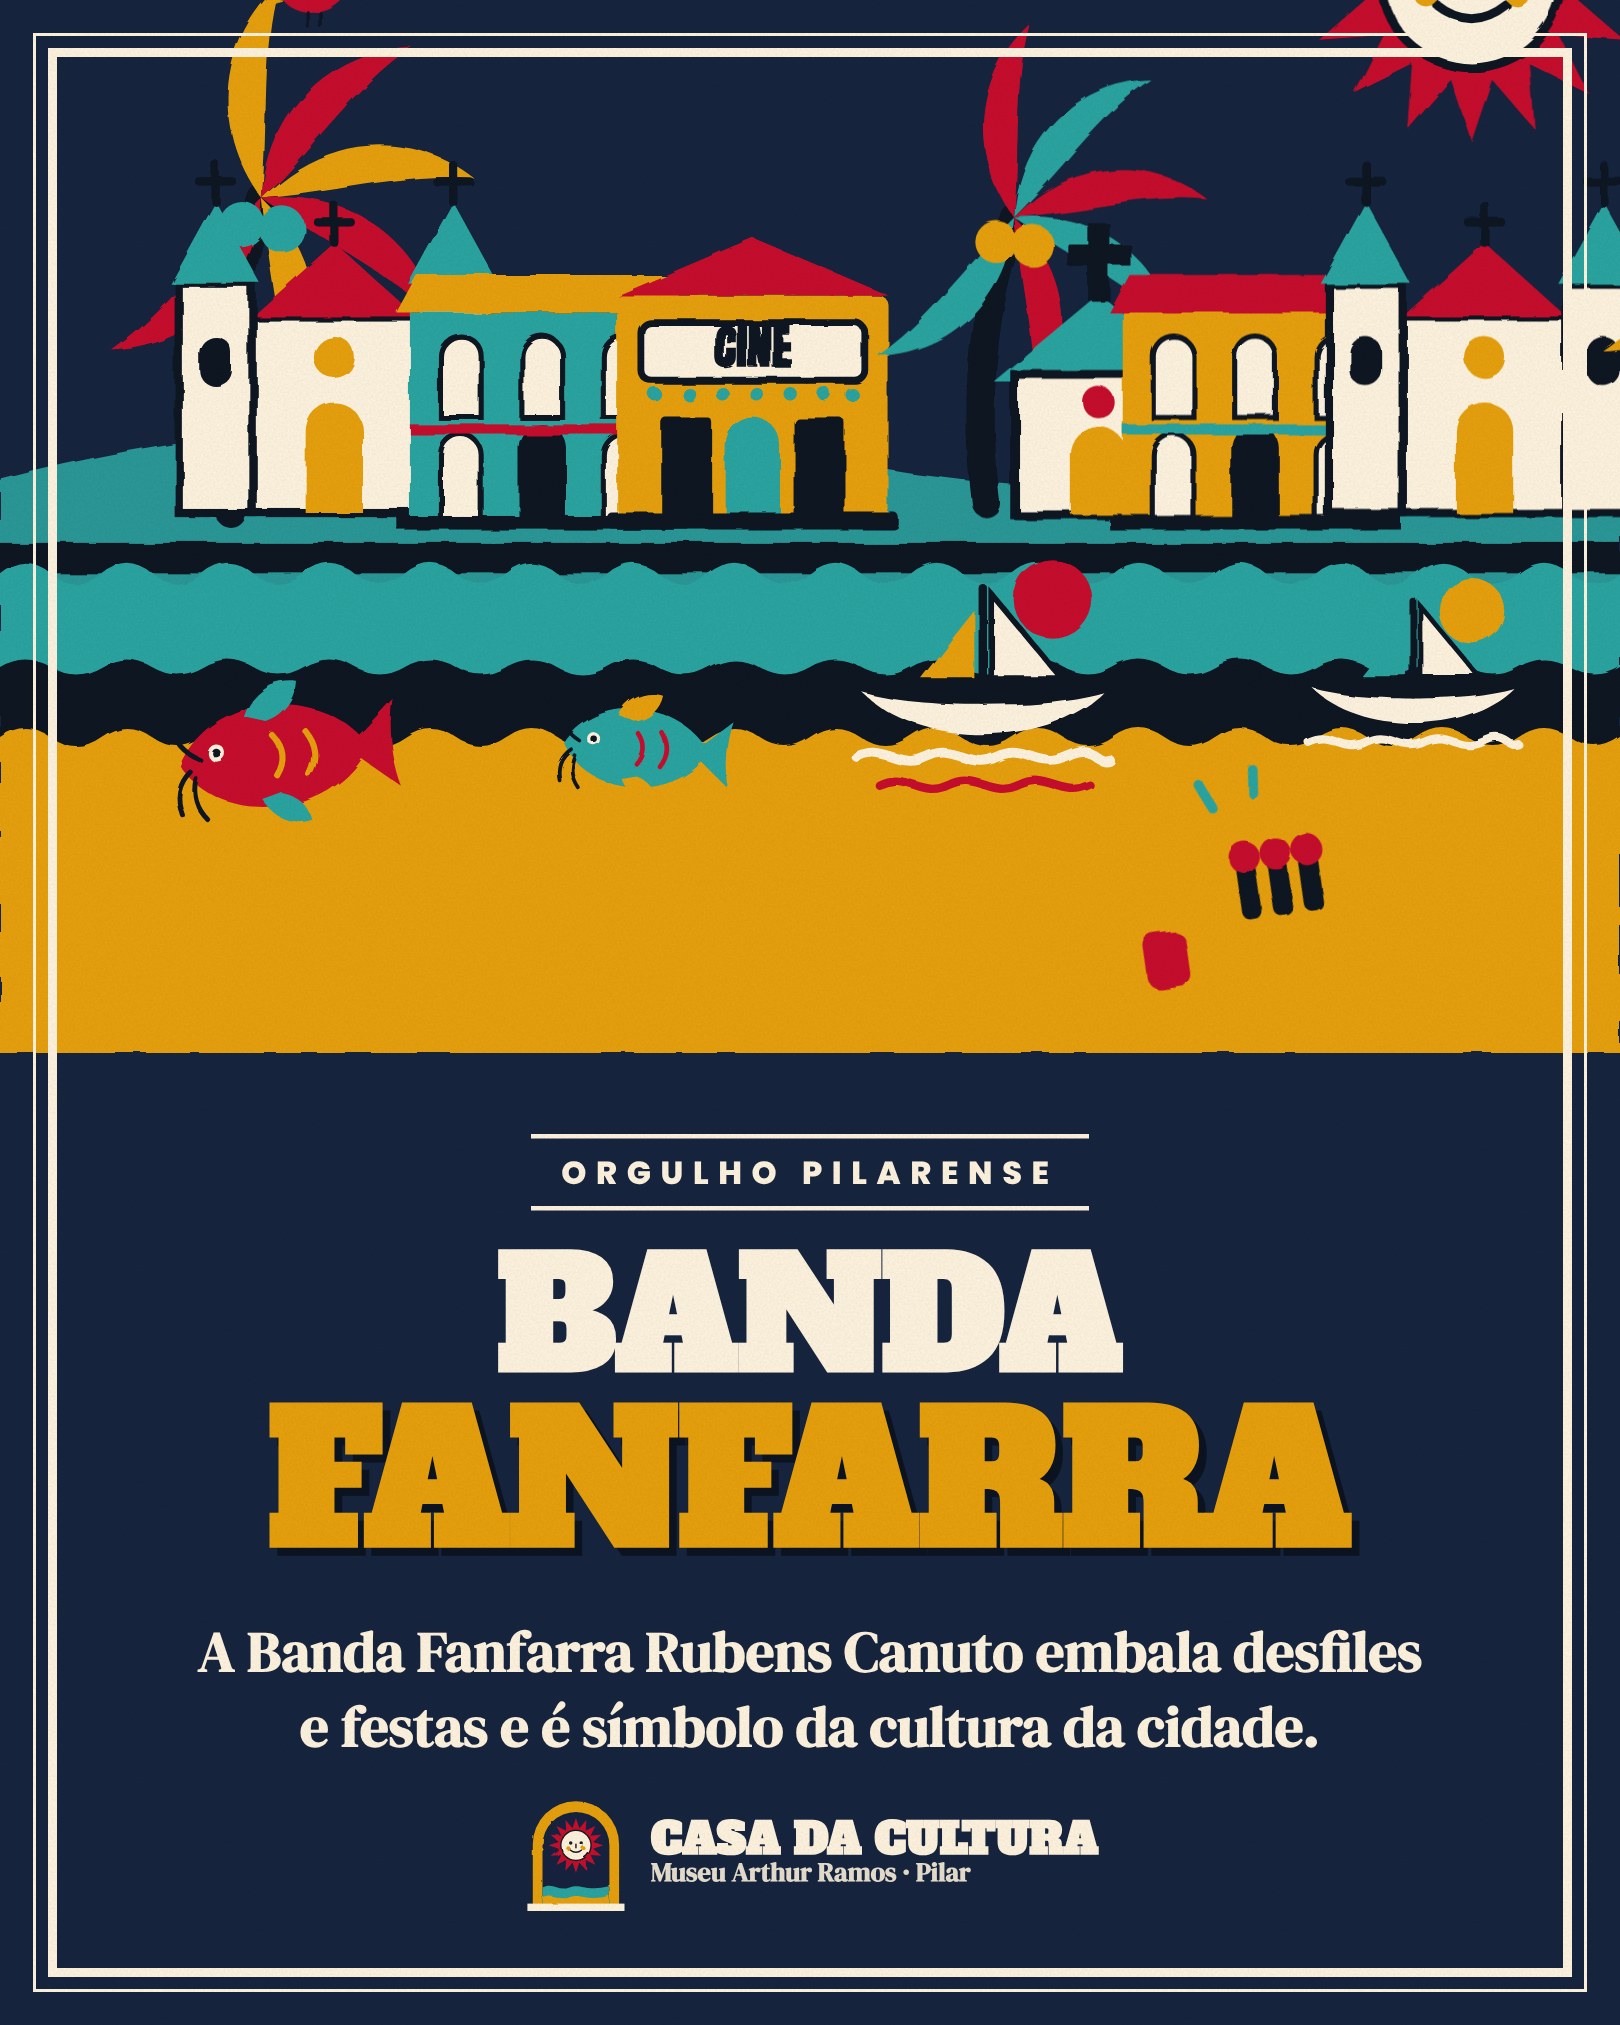 CINE
ORGULHO PILARENSE
BANDA
FANFARRA
A Banda Fanfarra Rubens Canuto embala desfiles
e festas e é símbolo da cultura da cidade.
CASA DA CULTURA
Museu Arthur Ramos · Pilar